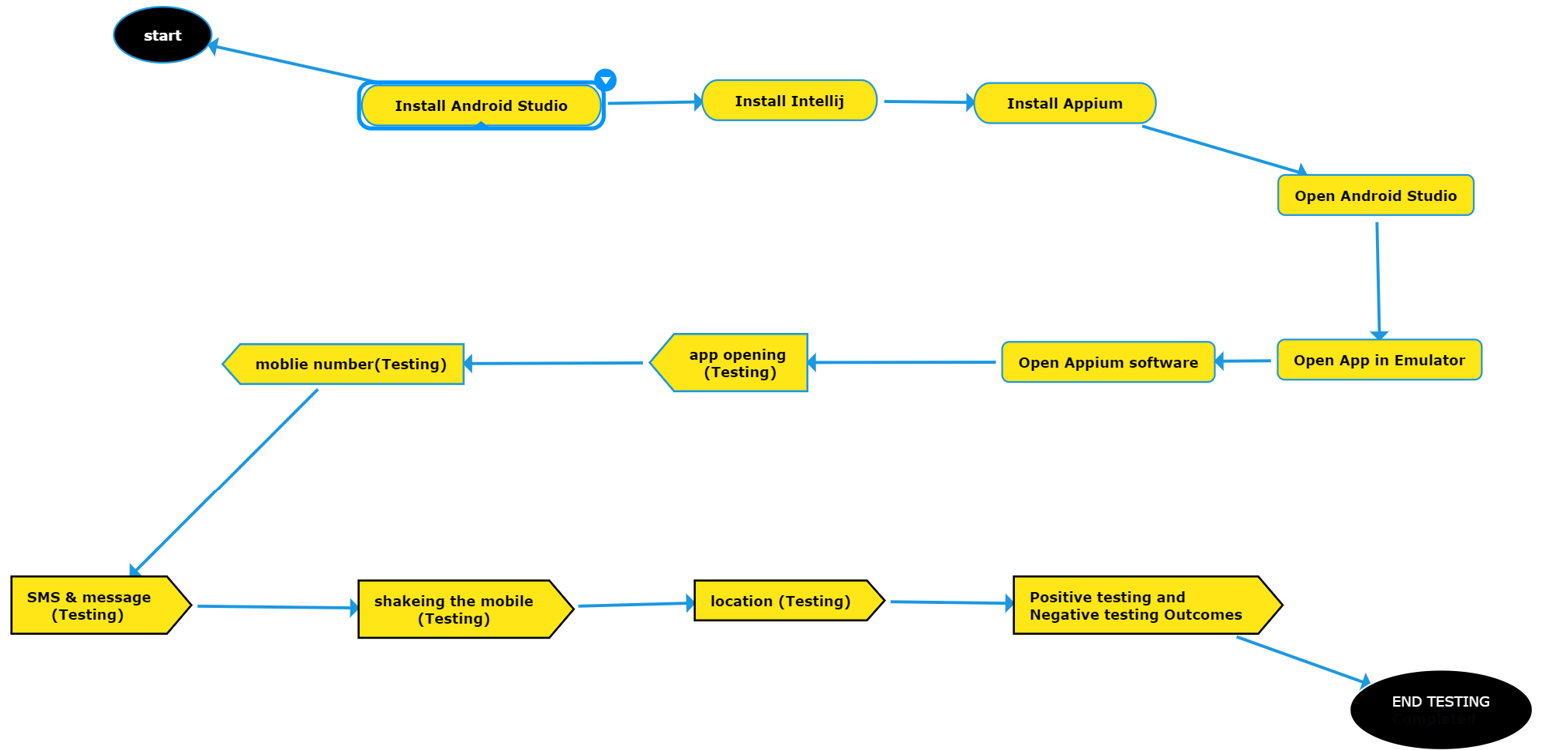 start
Install Android Studio
Install Intellij
Install Appium
Open Android Studio
Open App in Emulator
Open Appium software
app opening
(Testing)
moblie number(Testing)
SMS & message
(Testing)
shakeing the mobile
(Testing)
location (Testing)
Positive testing and
Negative testing Outcomes
END TESTING
Completed